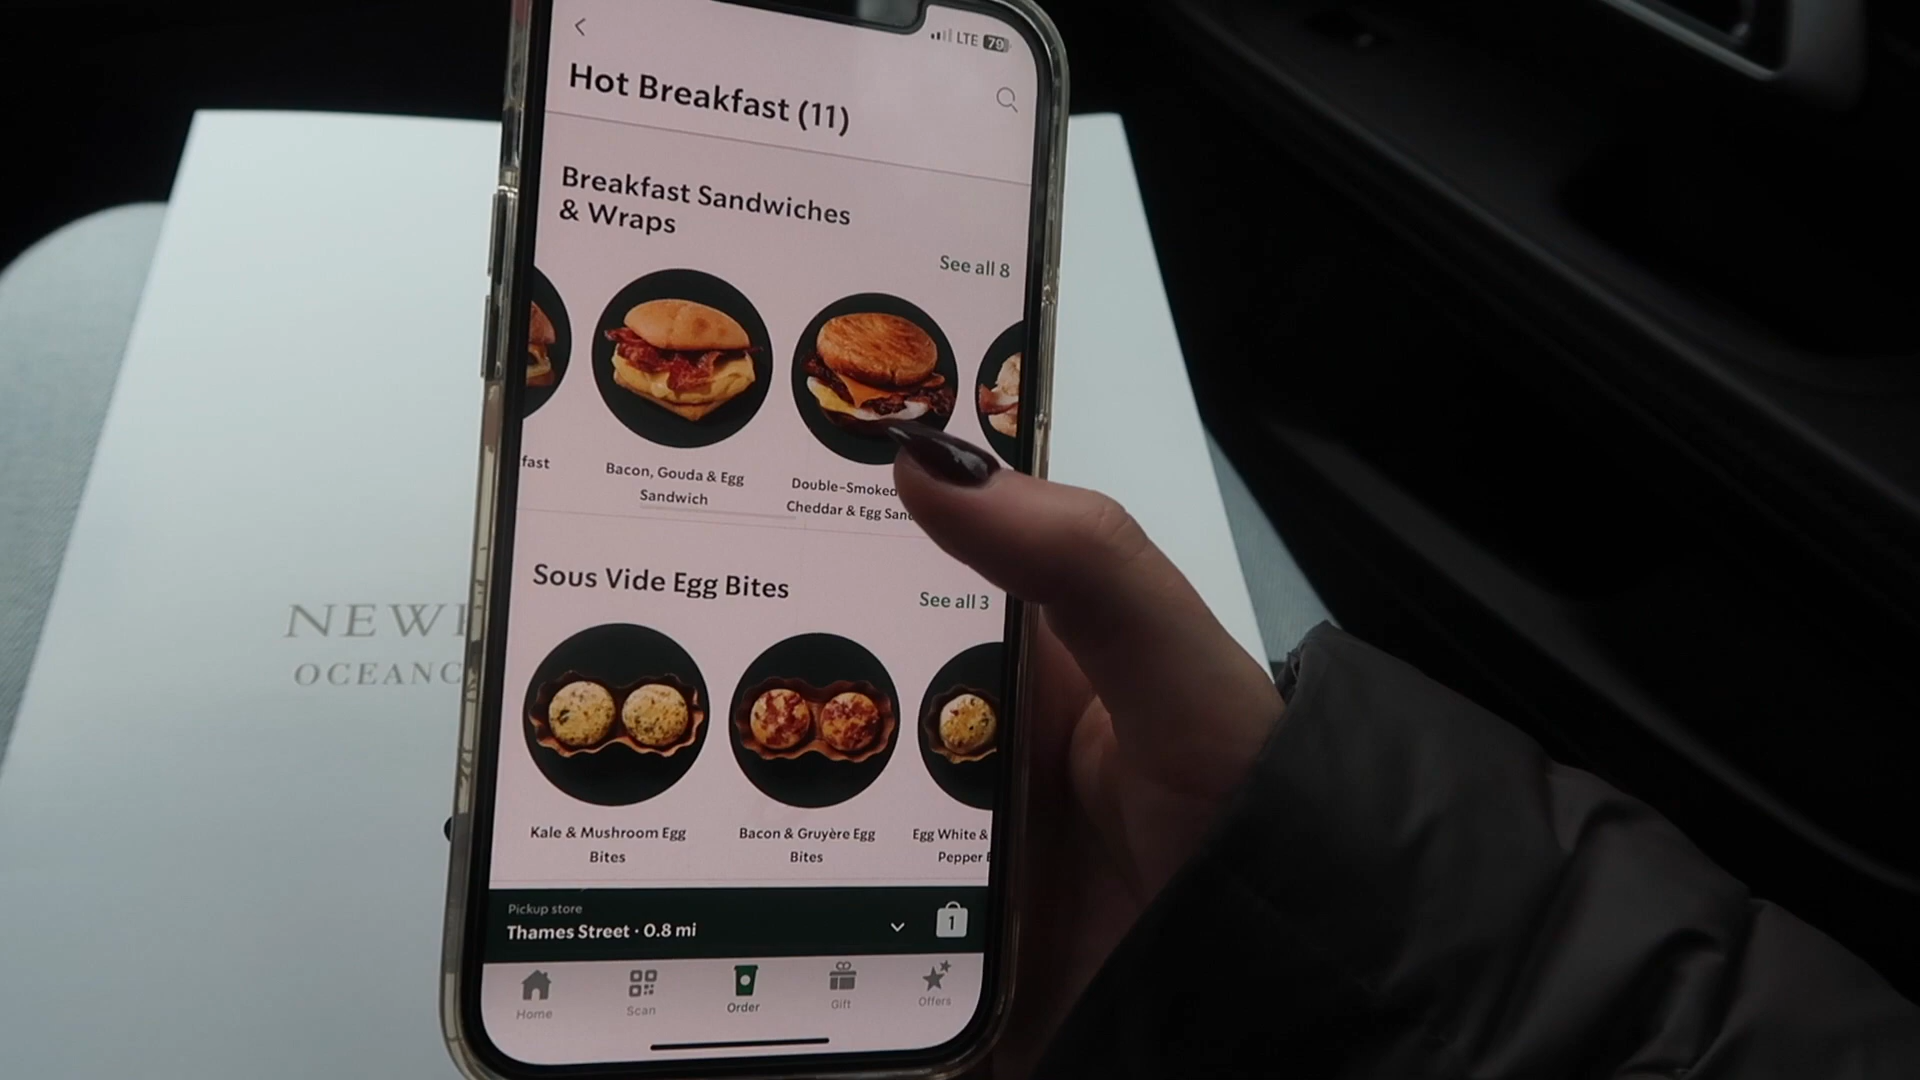 LTE 79
Hot Breakfast (11)
Breakfast Sandwiches
& Wraps
See all 8
fast
Bacon, Gouda & Egg
Sandwich
Double-Smoked
Cheddar & Egg
Sous Vide Egg Bites
See all 3
Kale & Mushroom Egg
Bites
Bacon & Gruyère Egg
Bites
Egg White &
Pepper
Pickup store
Thames Street · 0.8 mi
1
Home
Scan
Order
Gift
Offers
NEW
OCEANC